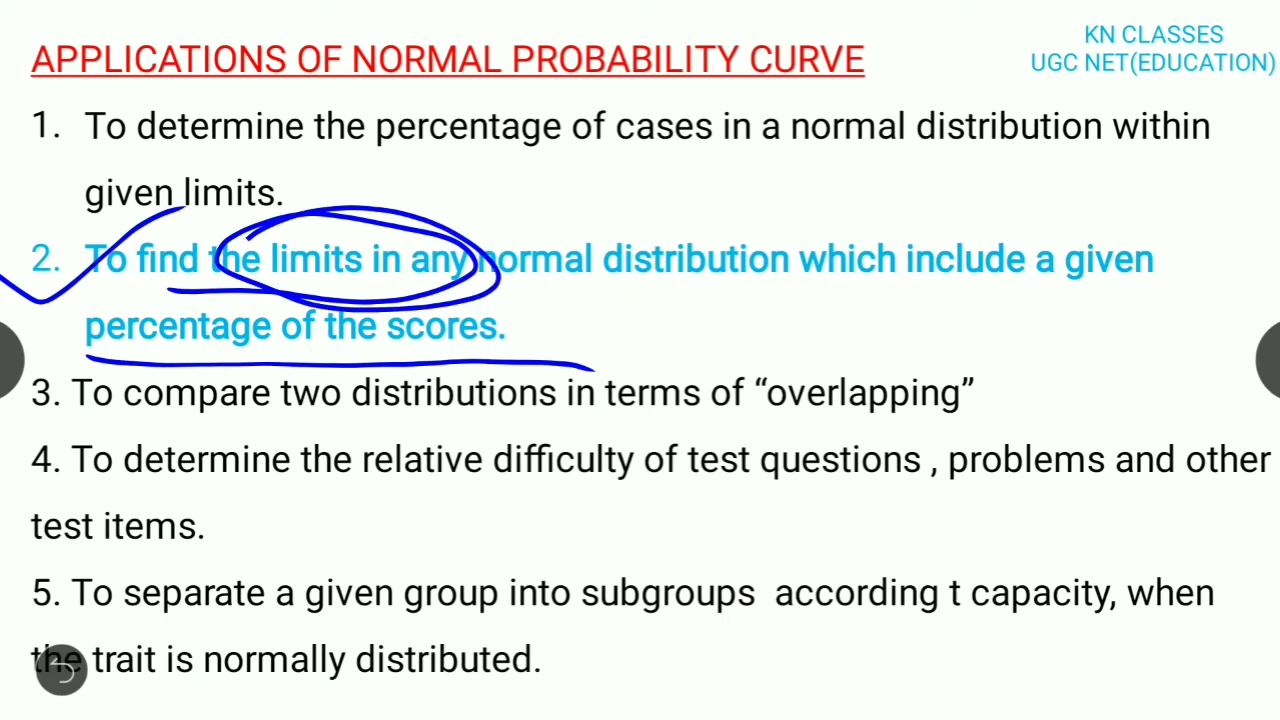 APPLICATIONS OF NORMAL PROBABILITY CURVE
KN CLASSES
UGC NET(EDUCATION)
1. To determine the percentage of cases in a normal distribution within
given limits.
2. To find the limits in any normal distribution which include a given
percentage of the scores.
3. To compare two distributions in terms of “overlapping”
4. To determine the relative difficulty of test questions , problems and other
test items.
5. To separate a given group into subgroups according t capacity, when
the trait is normally distributed.